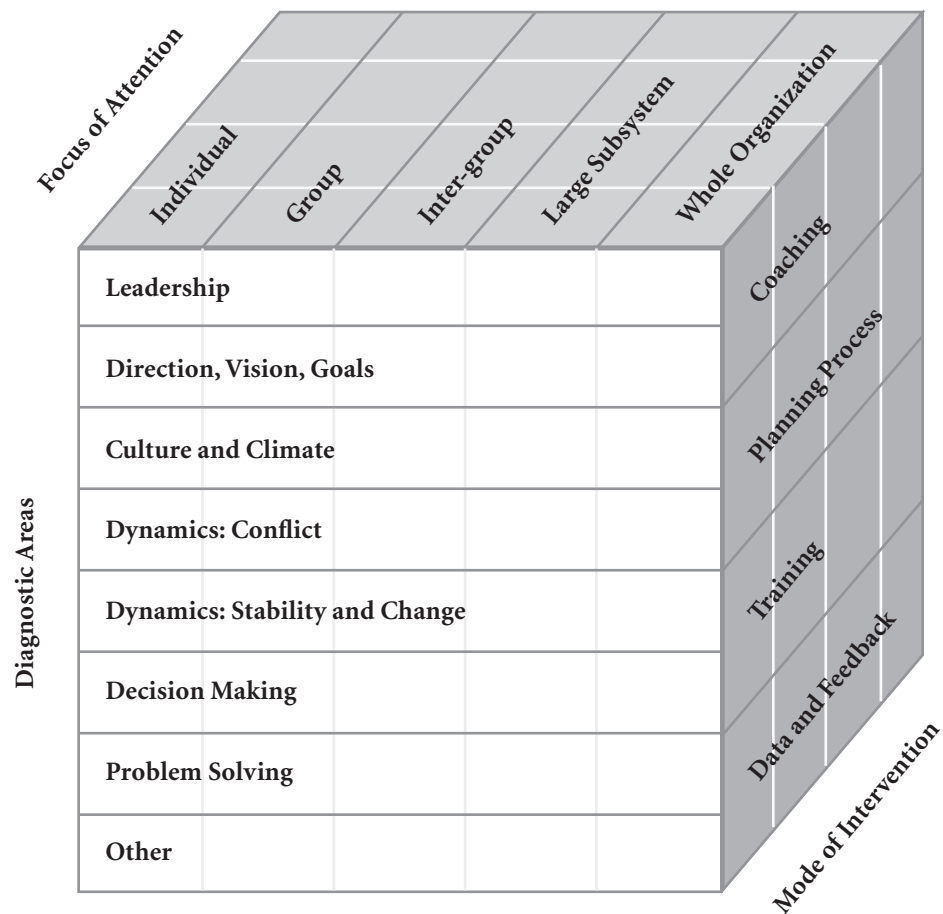 Focus of Attention
Individual
Group
Inter-group
Large Subsystem
Whole Organization
Diagnostic Areas
Leadership
Direction, Vision, Goals
Culture and Climate
Dynamics: Conflict
Dynamics: Stability and Change
Decision Making
Problem Solving
Other
Coaching
Planning Process
Training
Data and Feedback
Mode of Intervention